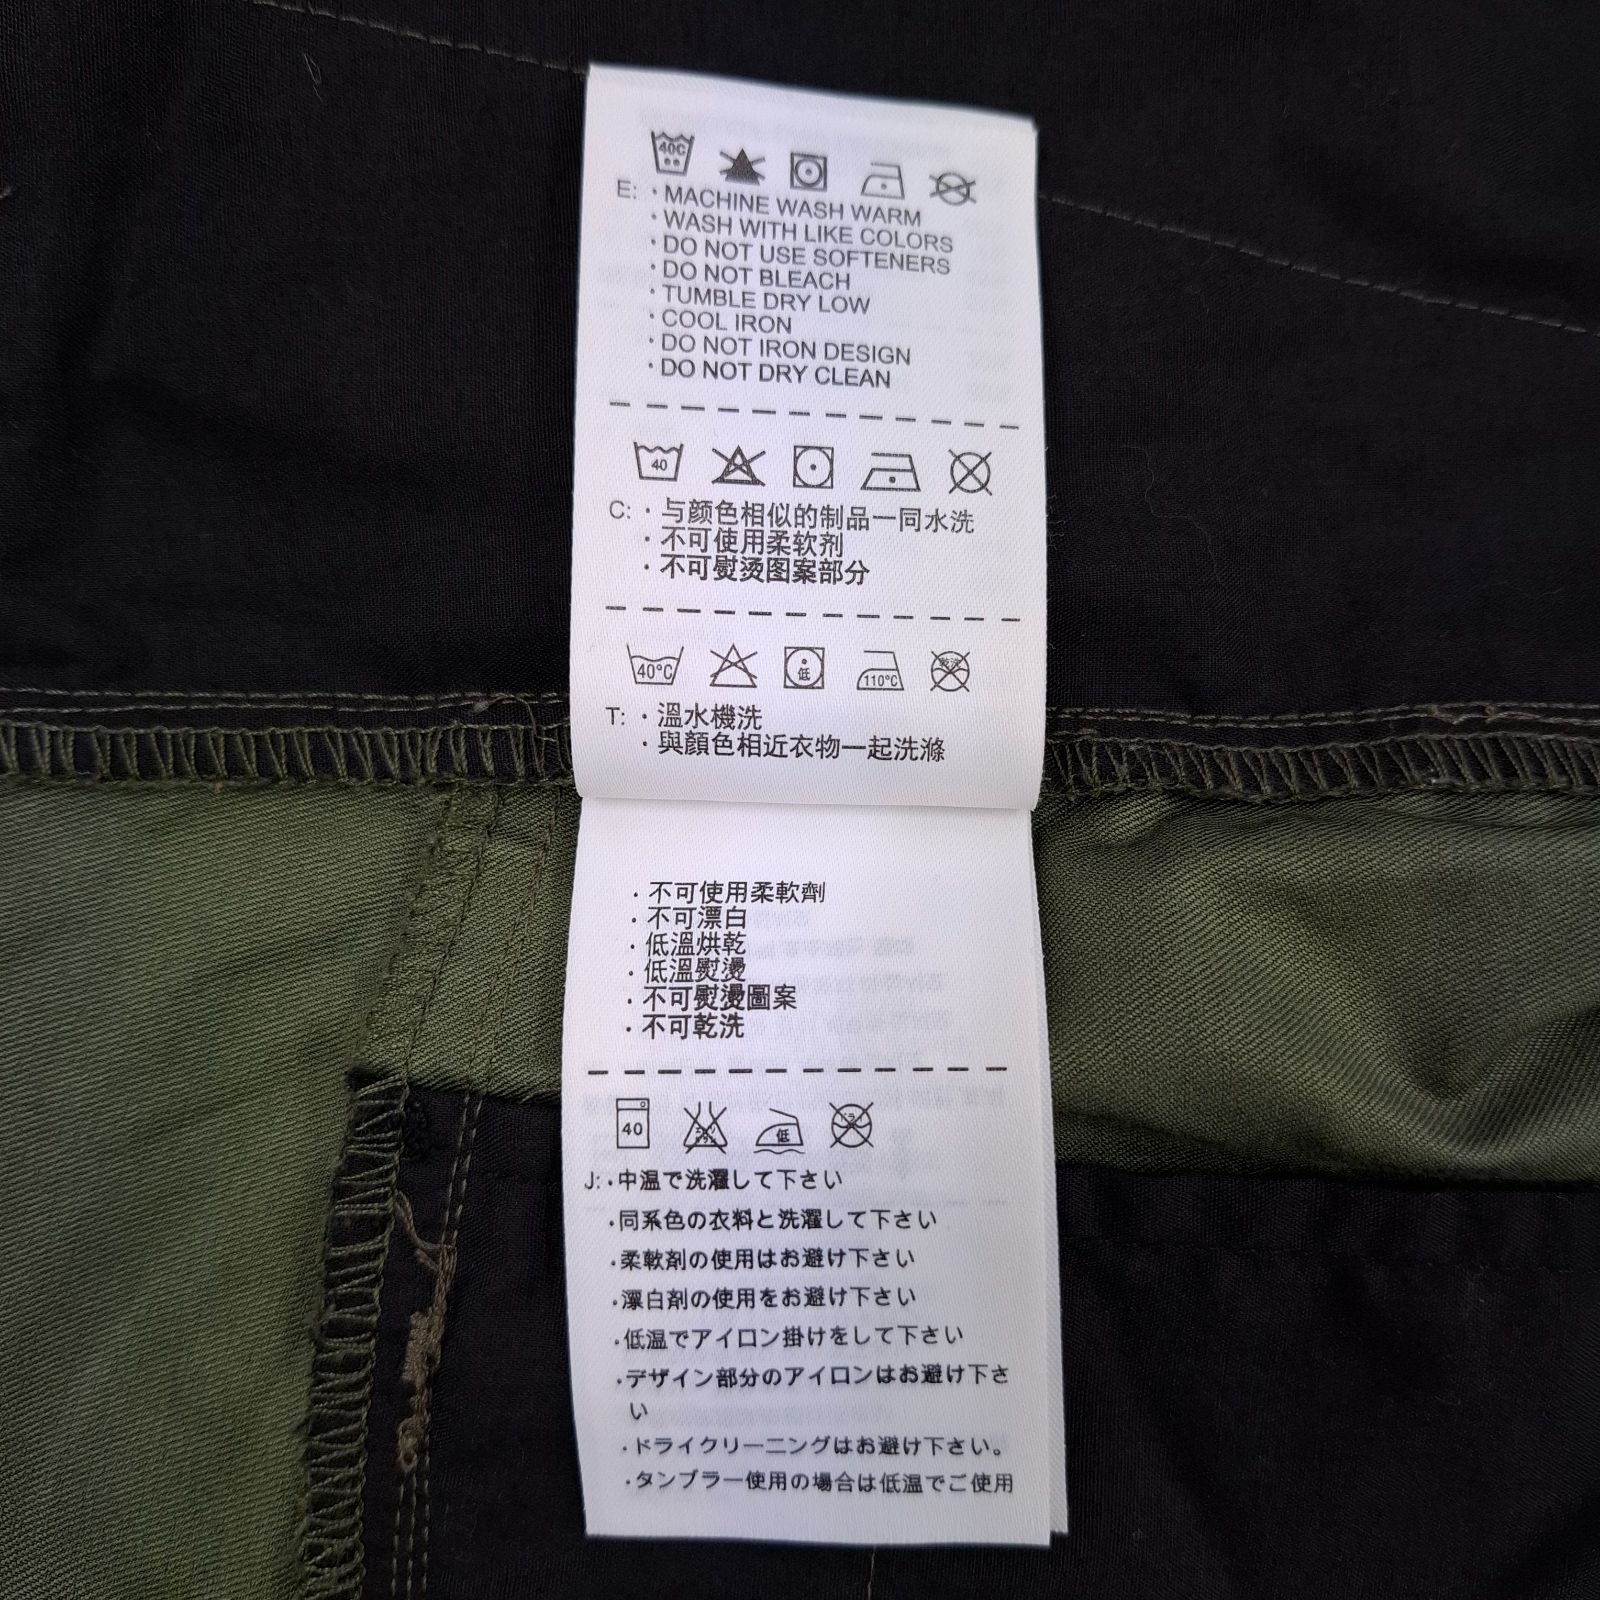 40C
E: · MACHINE WASH WARM
· WASH WITH LIKE COLORS
· DO NOT USE SOFTENERS
· DO NOT BLEACH
· TUMBLE DRY LOW
· COOL IRON
· DO NOT IRON DESIGN
· DO NOT DRY CLEAN
40
C: · 与颜色相似的制品一同水洗
· 不可使用柔软剂
· 不可熨烫图案部分
40°C 低 110°C 乾洗
T: · 溫水機洗
· 與顏色相近衣物一起洗滌
· 不可使用柔軟劑
· 不可漂白
· 低溫烘乾
· 低溫熨燙
· 不可熨燙圖案
· 不可乾洗
40 低
J: · 中温で洗濯して下さい
· 同系色の衣料と洗濯して下さい
· 柔軟剤の使用はお避け下さい
· 漂白剤の使用をお避け下さい
· 低温でアイロン掛けをして下さい
· デザイン部分のアイロンはお避け下さ
い
· ドライクリーニングはお避け下さい。
· タンブラー使用の場合は低温でご使用